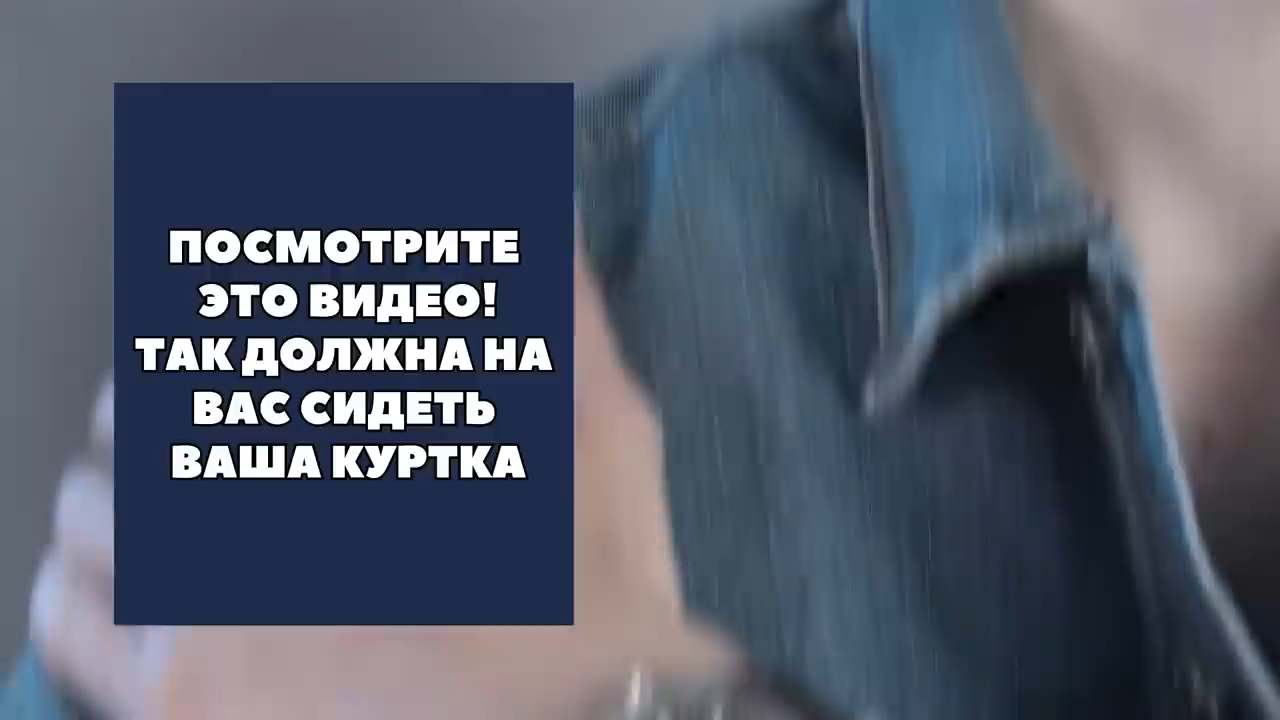 ПОСМОТРИТЕ
ЭТО ВИДЕО!
ТАК ДОЛЖНА НА
ВАС СИДЕТЬ
ВАША КУРТКА